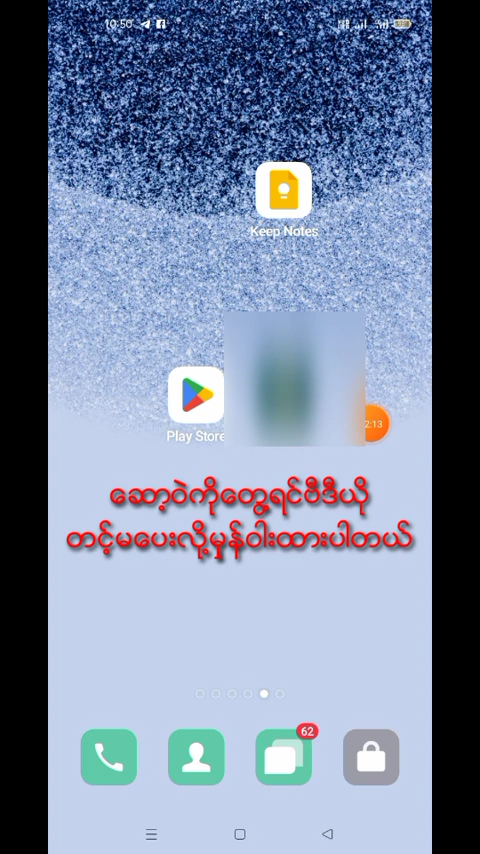 10:50
Keep Notes
Play Store
2:13
ဆော့ဝဲကိုတွေ့ရင်ဗီဒီယို
တင့်မပေးလို့မှုန်ဝါးထားပါတယ်
62